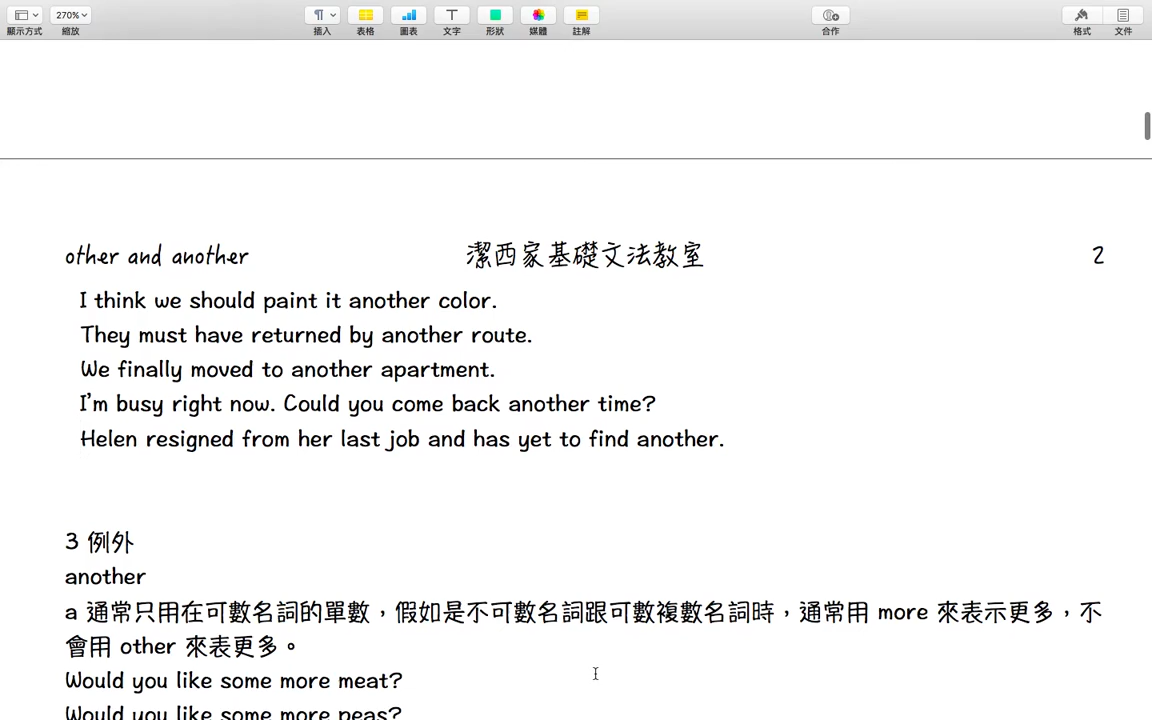 270%
顯示方式
縮放
插入
表格
圖表
文字
形狀
媒體
註解
合作
格式
文件
other and another
潔西家基礎文法教室
2
I think we should paint it another color.
They must have returned by another route.
We finally moved to another apartment.
I'm busy right now. Could you come back another time?
Helen resigned from her last job and has yet to find another.
3 例外
another
a 通常只用在可數名詞的單數，假如是不可數名詞跟可數複數名詞時，通常用 more 來表示更多，不
會用 other 來表更多。
Would you like some more meat?
Would you like some more peas?